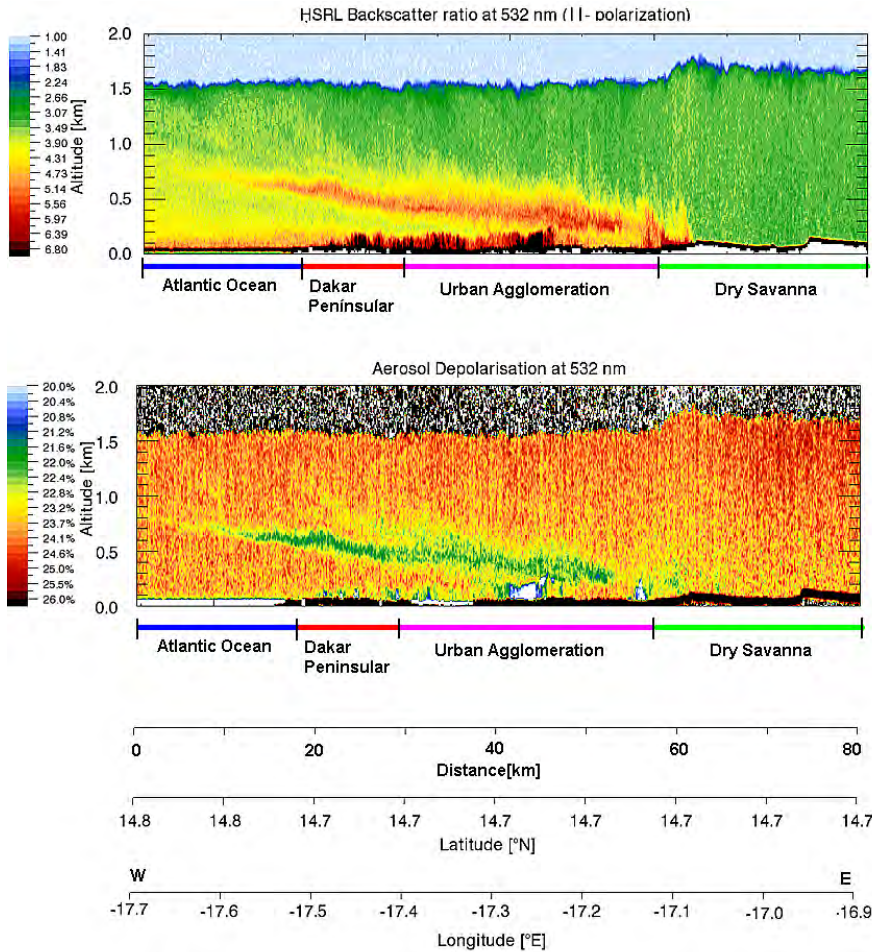 HSRL Backscatter ratio at 532 nm (II- polarization)
1.00
1.41
1.83
2.24
2.66
3.07
3.49
3.90
4.31
4.73
5.14
5.56
5.97
6.39
6.80
Altitude [km]
2.0
1.5
1.0
0.5
0.0
Atlantic Ocean
Dakar
Penínsular
Urban Agglomeration
Dry Savanna
Aerosol Depolarisation at 532 nm
20.0%
20.4%
20.8%
21.2%
21.6%
22.0%
22.4%
22.8%
23.2%
23.7%
24.1%
24.6%
25.0%
25.5%
26.0%
Altitude [km]
2.0
1.5
1.0
0.5
0.0
Atlantic Ocean
Dakar
Peninsular
Urban Agglomeration
Dry Savanna
0 20 40 60 80
Distance[km]
14.8 14.8 14.7 14.7 14.7 14.7 14.7 14.7 14.7
Latitude [°N]
W E
-17.7 -17.6 -17.5 -17.4 -17.3 -17.2 -17.1 -17.0 -16.9
Longitude [°E]